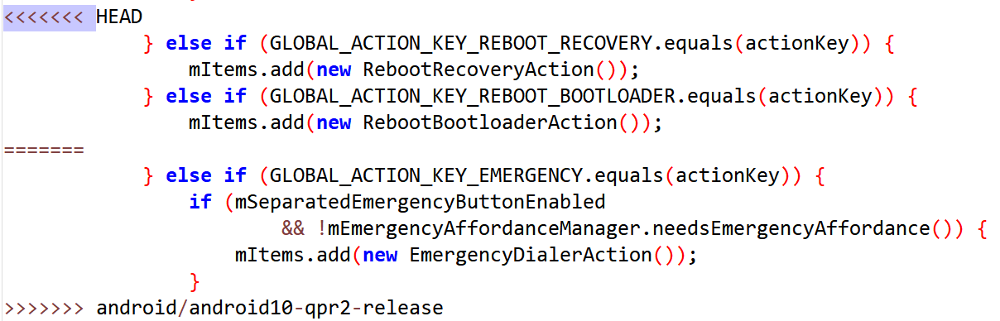 <<<<<<< HEAD
            } else if (GLOBAL_ACTION_KEY_REBOOT_RECOVERY.equals(actionKey)) {
                mItems.add(new RebootRecoveryAction());
            } else if (GLOBAL_ACTION_KEY_REBOOT_BOOTLOADER.equals(actionKey)) {
                mItems.add(new RebootBootloaderAction());
=======
            } else if (GLOBAL_ACTION_KEY_EMERGENCY.equals(actionKey)) {
                if (mSeparatedEmergencyButtonEnabled
                        && !mEmergencyAffordanceManager.needsEmergencyAffordance()) {
                    mItems.add(new EmergencyDialerAction());
                }
>>>>>>> android/android10-qpr2-release